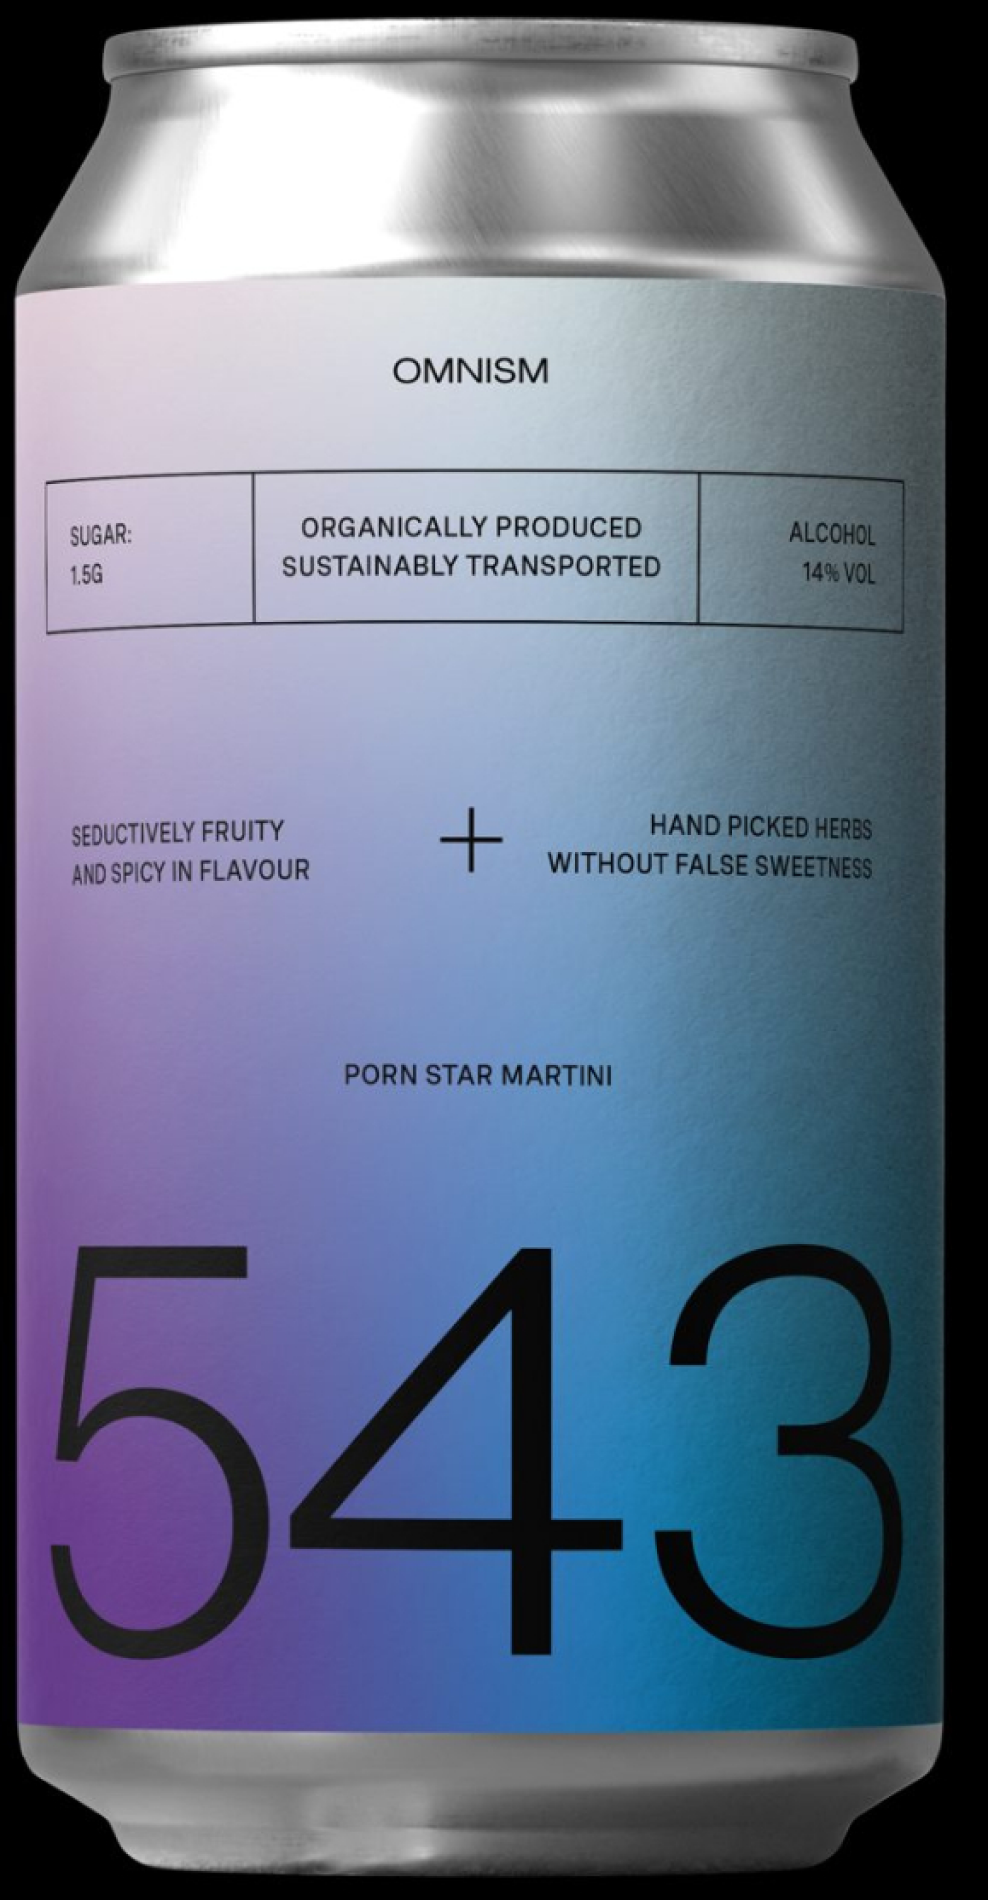 OMNISM
SUGAR:
1.5G
ORGANICALLY PRODUCED
SUSTAINABLY TRANSPORTED
ALCOHOL
14% VOL
SEDUCTIVELY FRUITY
AND SPICY IN FLAVOUR
+
HAND PICKED HERBS
WITHOUT FALSE SWEETNESS
PORN STAR MARTINI
543